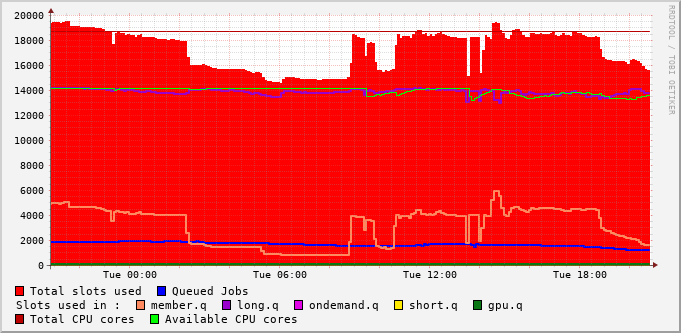 20000
18000
16000
14000
12000
10000
8000
6000
4000
2000
0
Tue 00:00 Tue 06:00 Tue 12:00 Tue 18:00
Total slots used Queued Jobs
Slots used in : member.q long.q ondemand.q short.q gpu.q
Total CPU cores Available CPU cores
RRDTOOL / TOBI OETIKER